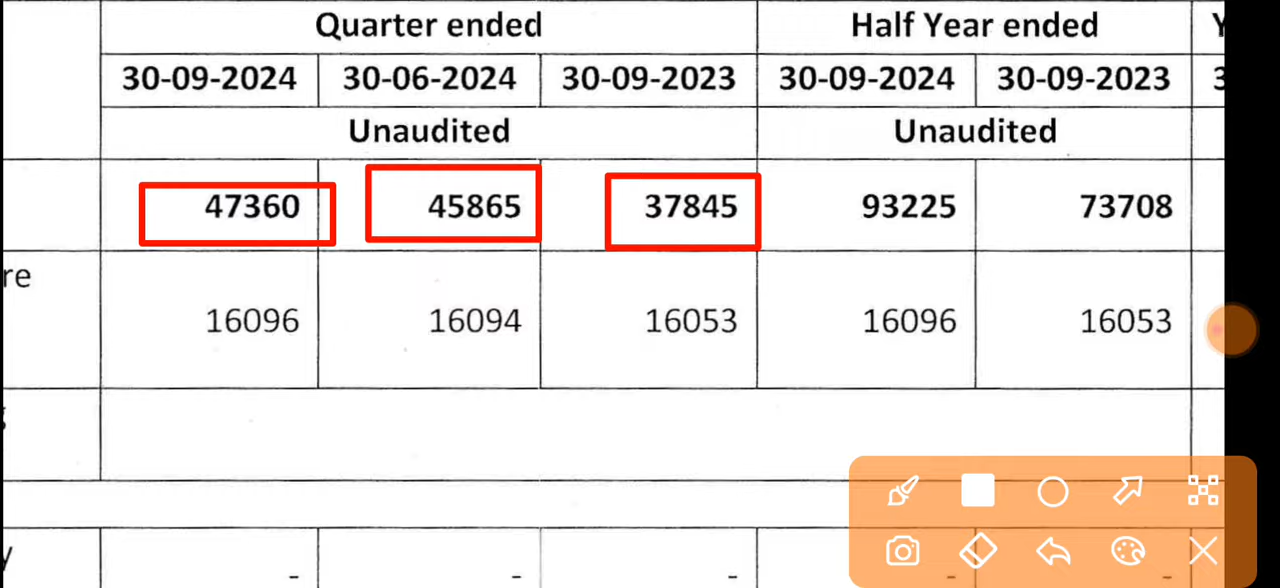 Quarter ended Half Year ended Y
30-09-2024 30-06-2024 30-09-2023 30-09-2024 30-09-2023 3
Unaudited Unaudited
47360 45865 37845 93225 73708
re
16096 16094 16053 16096 16053
- - - - -